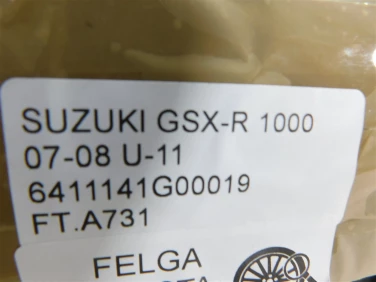 SUZUKI GSX-R 1000
07-08 U-11
6411141G00019
FT.A731
FELGA